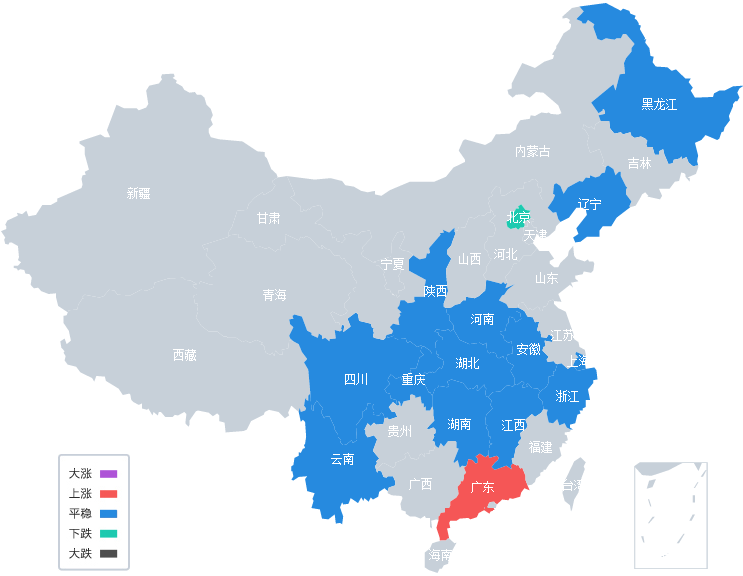 黑龙江
内蒙古
吉林
新疆
辽宁
甘肃
北京
天津
宁夏
山西
河北
山东
青海
陕西
河南
江苏
西藏
安徽
上海
湖北
四川
重庆
浙江
湖南
江西
贵州
福建
云南
广西
广东
台湾
海南
大涨
上涨
平稳
下跌
大跌